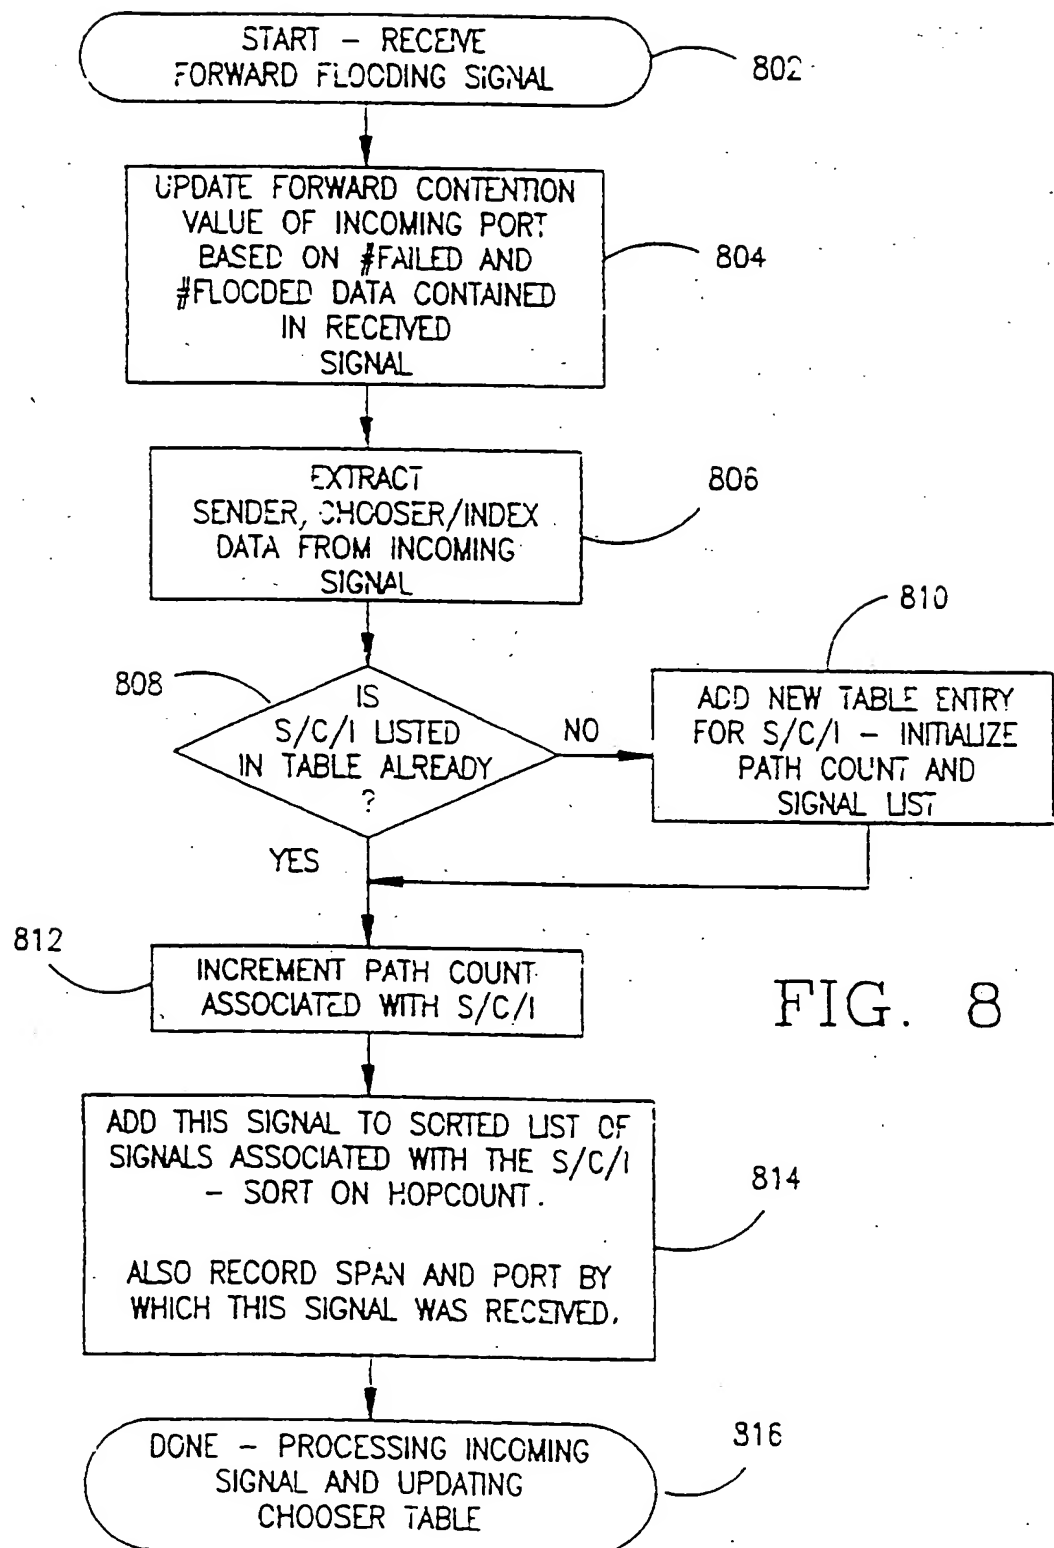 START – RECEIVE
FORWARD FLOODING SIGNAL
802
UPDATE FORWARD CONTENTION
VALUE OF INCOMING PORT
BASED ON #FAILED AND
#FLOODED DATA CONTAINED
IN RECEIVED
SIGNAL
804
EXTRACT
SENDER, CHOOSER/INDEX
DATA FROM INCOMING
SIGNAL
806
808
IS
S/C/I LISTED
IN TABLE ALREADY
?
NO
810
ADD NEW TABLE ENTRY
FOR S/C/I – INITIALIZE
PATH COUNT AND
SIGNAL LIST
YES
812
INCREMENT PATH COUNT
ASSOCIATED WITH S/C/I
FIG. 8
ADD THIS SIGNAL TO SORTED LIST OF
SIGNALS ASSOCIATED WITH THE S/C/I
– SORT ON HOPCOUNT.
ALSO RECORD SPAN AND PORT BY
WHICH THIS SIGNAL WAS RECEIVED.
814
DONE – PROCESSING INCOMING
SIGNAL AND UPDATING
CHOOSER TABLE
816